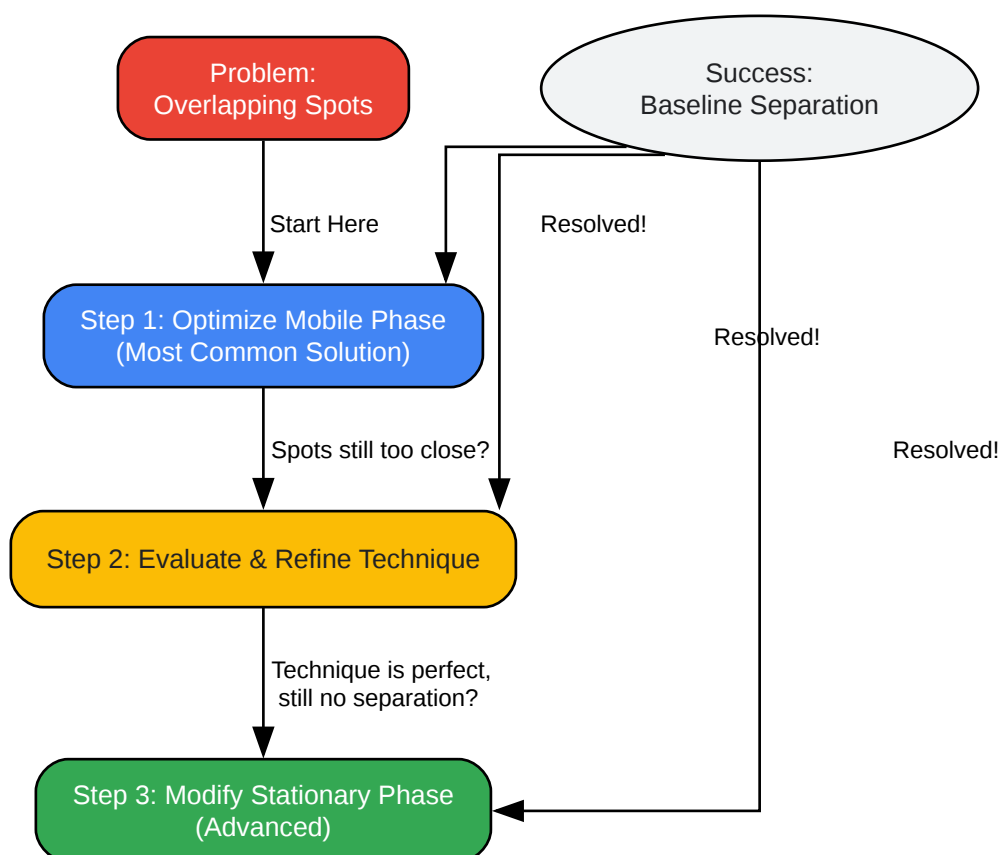 Problem:
Overlapping Spots
Success:
Baseline Separation
Start Here
Resolved!
Step 1: Optimize Mobile Phase
(Most Common Solution)
Resolved!
Spots still too close?
Resolved!
Step 2: Evaluate & Refine Technique
Technique is perfect,
still no separation?
Step 3: Modify Stationary Phase
(Advanced)